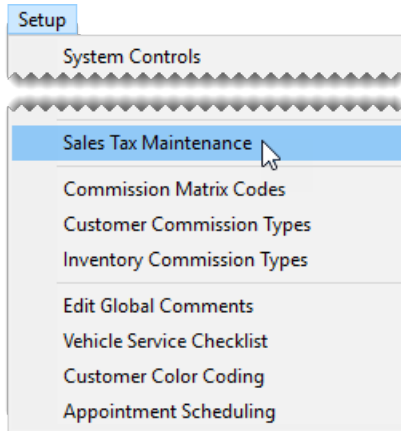 Setup
System Controls
Sales Tax Maintenance
Commission Matrix Codes
Customer Commission Types
Inventory Commission Types
Edit Global Comments
Vehicle Service Checklist
Customer Color Coding
Appointment Scheduling